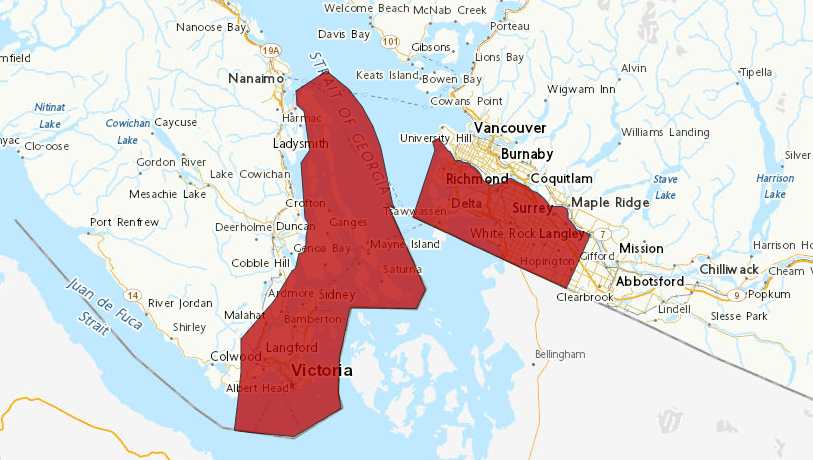 Welcome Beach
McNab Creek
Nanoose Bay
Porteau
Davis Bay
101
Gibsons
19A
Lions Bay
mfield
Alvin
Keats Island
Bowen Bay
Nanaimo
Tipella
Wigwam Inn
STRAIT OF GEORGIA
Cowans Point
Nitinat
Lake
Harmac
Cowichan
Lake
Caycuse
Vancouver
Williams Landing
University Hill
Clo-oose
Ladysmith
Burnaby
Silver
Gordon River
Lake Cowichan
Richmond
Coquitlam
Stave
Lake
Harrison
Lake
Mesachie Lake
Crofton
Delta
Surrey
Maple Ridge
Tsawwassen
Port Renfrew
Deerholme
Duncan
Ganges
White Rock
Langley
7
Mayne Island
Genoa Bay
Mission
Harrison Ho
Hopington
Gifford
Cobble Hill
Saturna
Chilliwack
Cheam V
Abbotsford
Juan de Fuca
Strait
14
Ardmore
Sidney
Clearbrook
9
Popkum
River Jordan
Malahat
Bamberton
Lindell
Slesse Park
Shirley
Langford
Colwood
Bellingham
Victoria
Albert Head